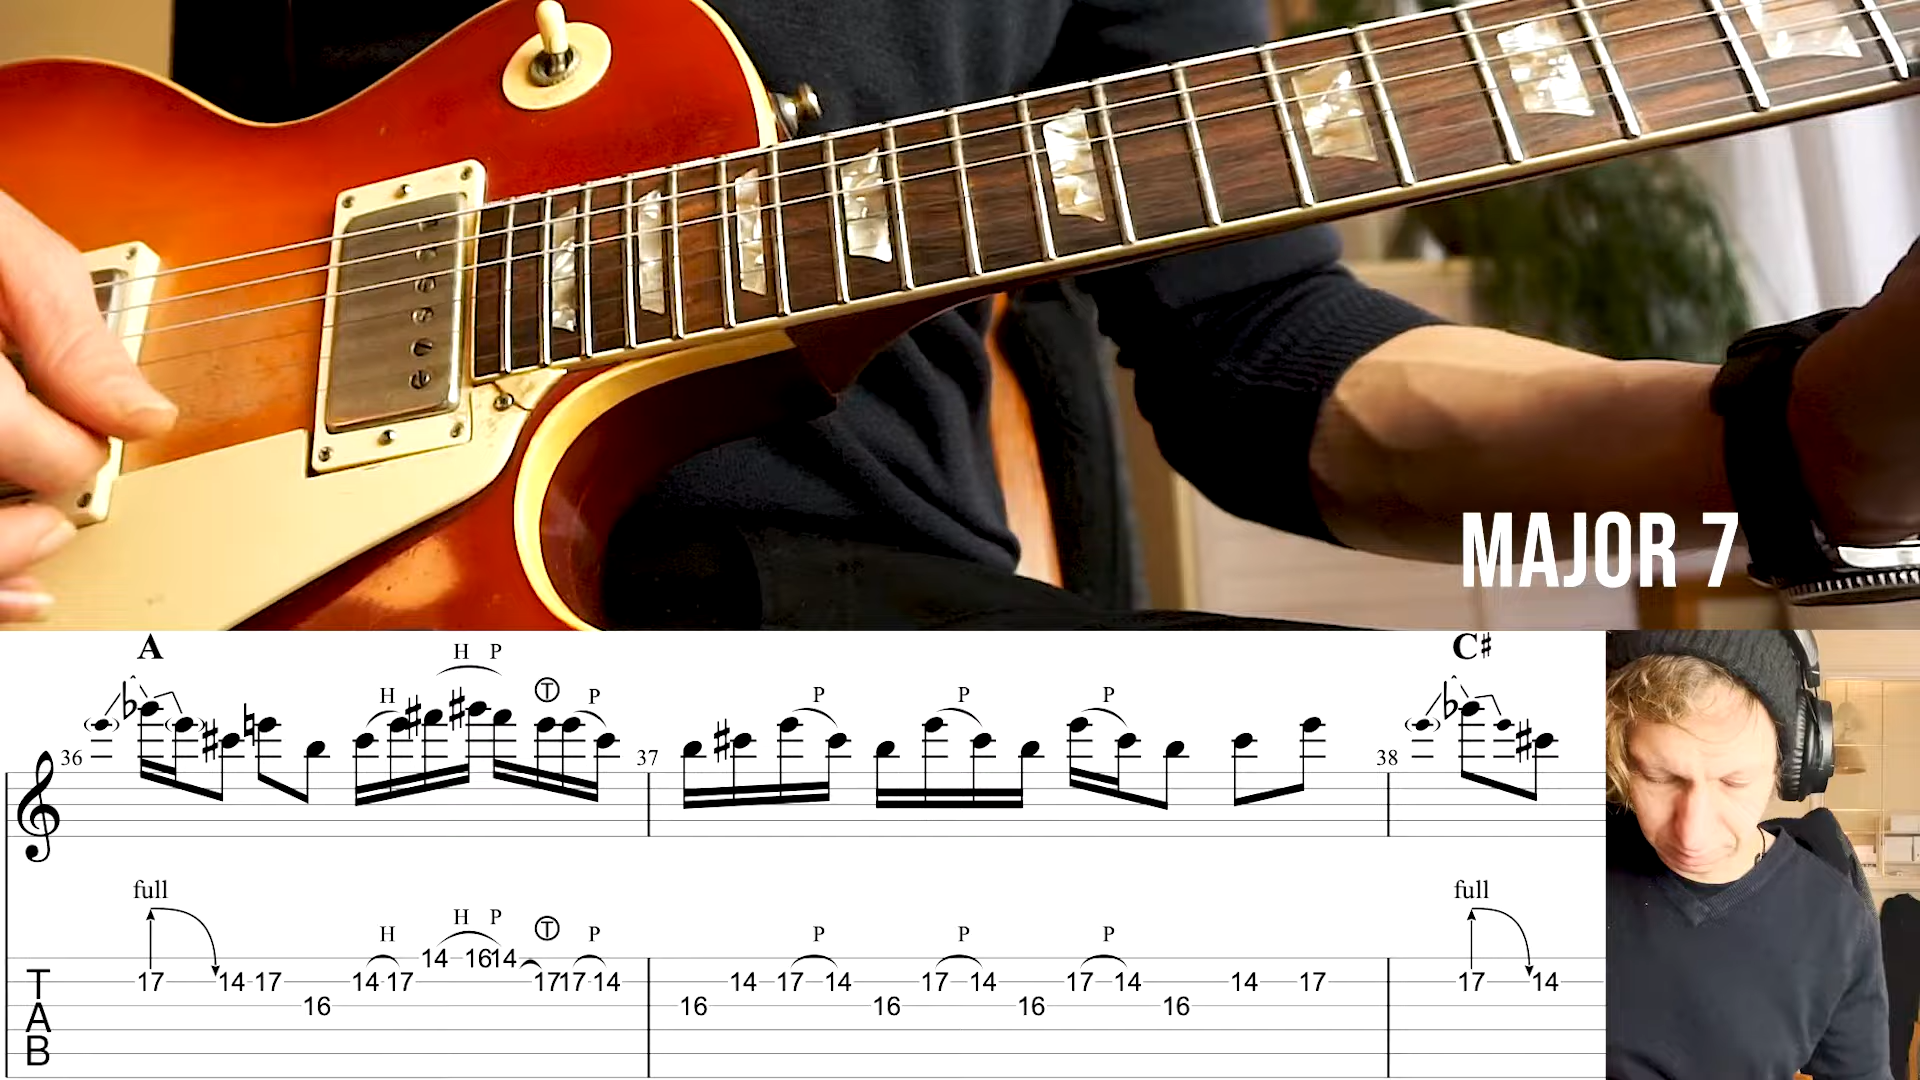 MAJOR 7
A C♯
H P
H T P P P P
36 37 38
full full
H P
H T P P P P
14 16 14
17 14 17 14 17 17 17 14 14 17 14 17 14 17 14 14 17 17 14
16 16 16 16 16
T
A
B